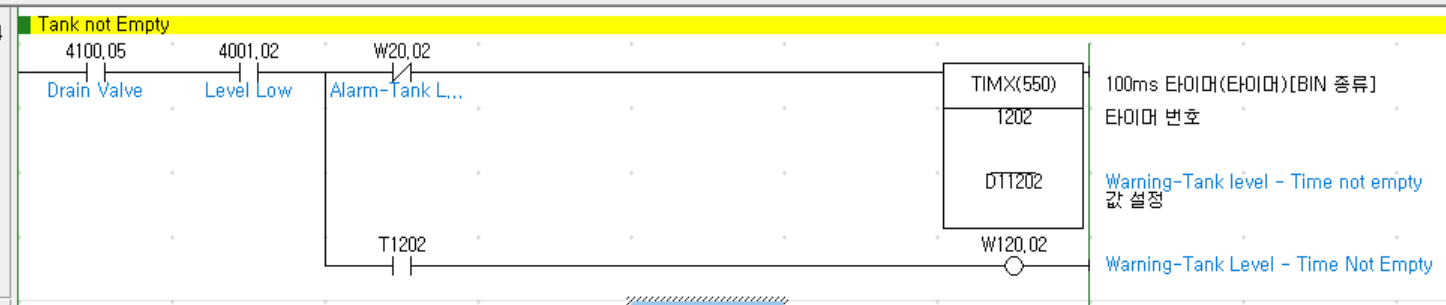 4
Tank not Empty
4100,05 4001,02 W20,02
Drain Valve Level Low Alarm-Tank L...
TIMX(550) 100ms 타이머(타이머)[BIN 종류]
1202 타이머 번호
D11202 Warning-Tank level - Time not empty
값 설정
T1202 W120,02
Warning-Tank Level - Time Not Empty